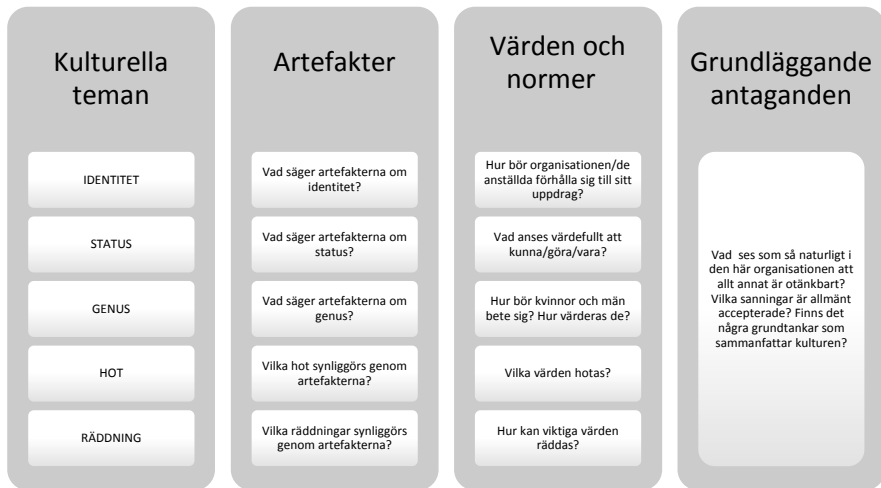 Kulturella
teman
IDENTITET
STATUS
GENUS
HOT
RÄDDNING
Artefakter
Vad säger artefakterna om
identitet?
Vad säger artefakterna om
status?
Vad säger artefakterna om
genus?
Vilka hot synliggörs genom
artefakterna?
Vilka räddningar synliggörs
genom artefakterna?
Värden och
normer
Hur bör organisationen/de
anställda förhålla sig till sitt
uppdrag?
Vad anses värdefullt att
kunna/göra/vara?
Hur bör kvinnor och män
bete sig? Hur värderas de?
Vilka värden hotas?
Hur kan viktiga värden
räddas?
Grundläggande
antaganden
Vad ses som så naturligt i
den här organisationen att
allt annat är otänkbart?
Vilka sanningar är allmänt
accepterade? Finns det
några grundtankar som
sammanfattar kulturen?